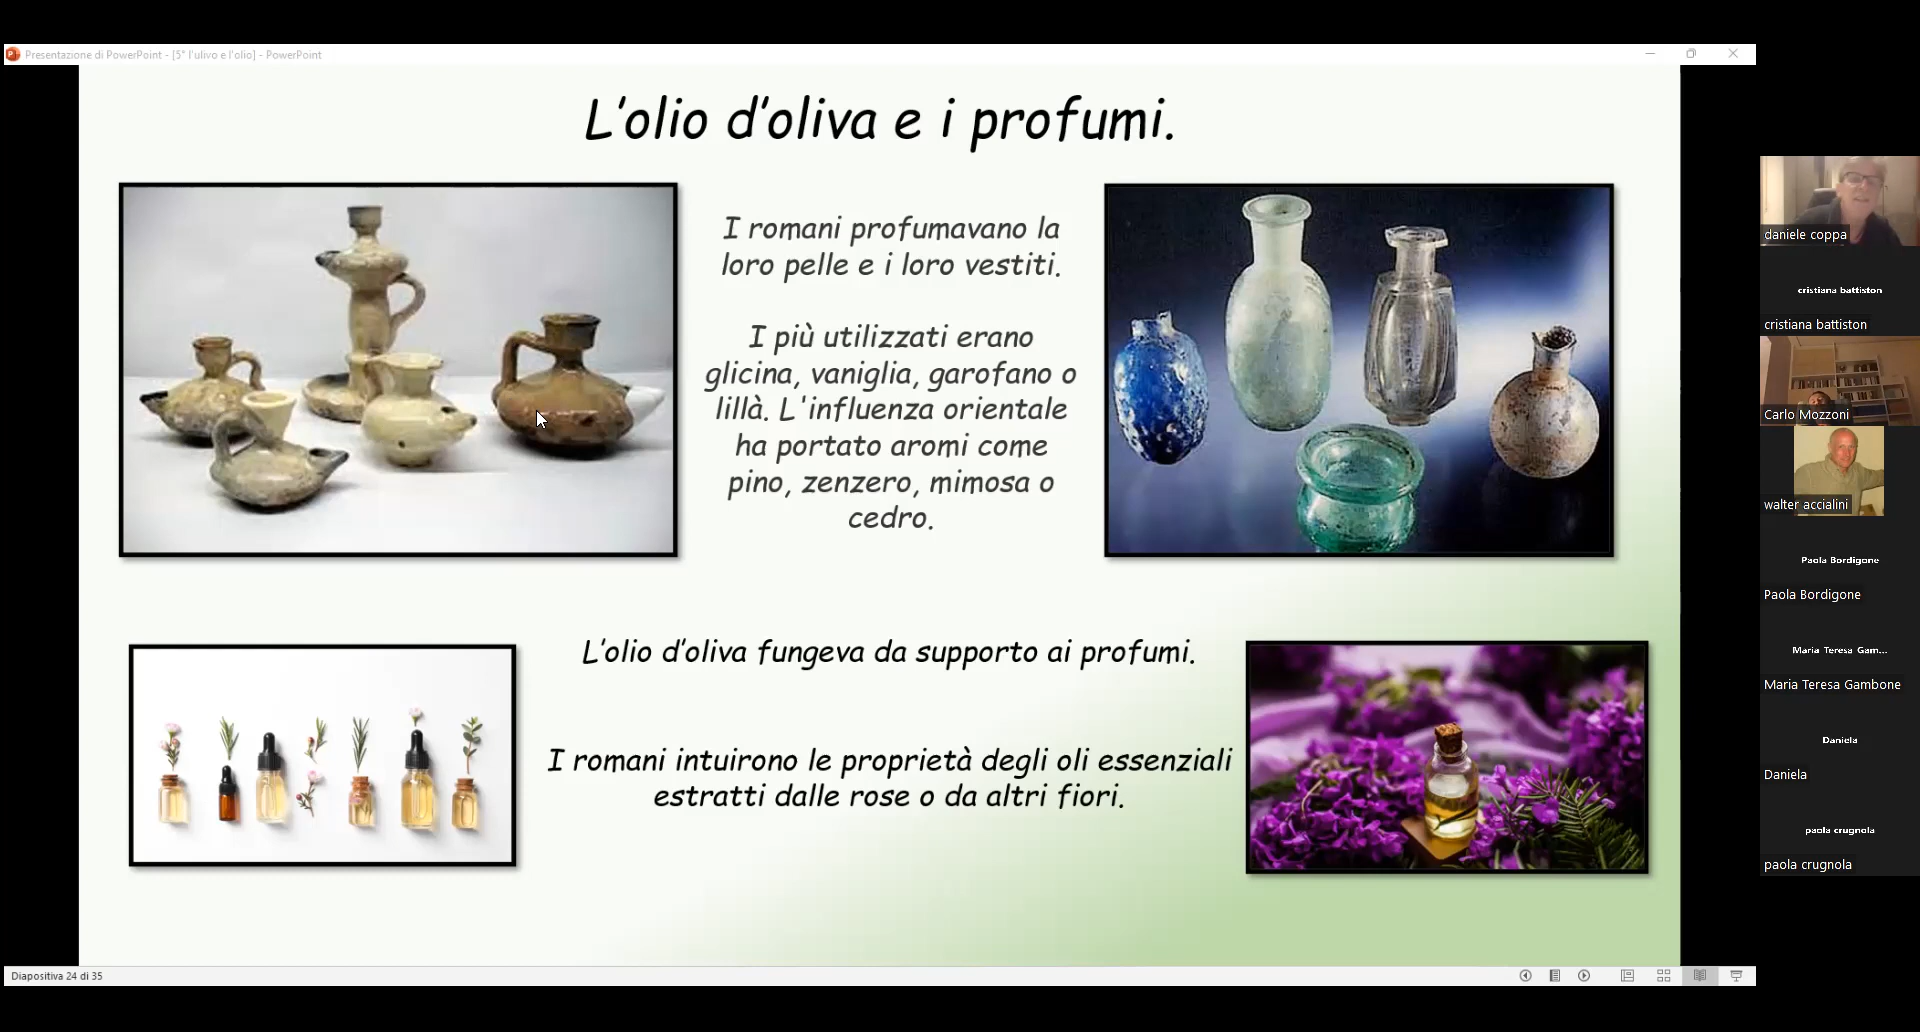 Presentazione di PowerPoint - [5° l'ulivo e l'olio] - PowerPoint
L'olio d'oliva e i profumi.
I romani profumavano la
loro pelle e i loro vestiti.
I più utilizzati erano
glicina, vaniglia, garofano o
lillà. L'influenza orientale
ha portato aromi come
pino, zenzero, mimosa o
cedro.
L'olio d'oliva fungeva da supporto ai profumi.
I romani intuirono le proprietà degli oli essenziali
estratti dalle rose o da altri fiori.
Diapositiva 24 di 35
daniele coppa
cristiana battiston
cristiana battiston
Carlo Mozzoni
walter accialini
Paola Bordigone
Paola Bordigone
Maria Teresa Gam...
Maria Teresa Gambone
Daniela
Daniela
paola crugnola
paola crugnola